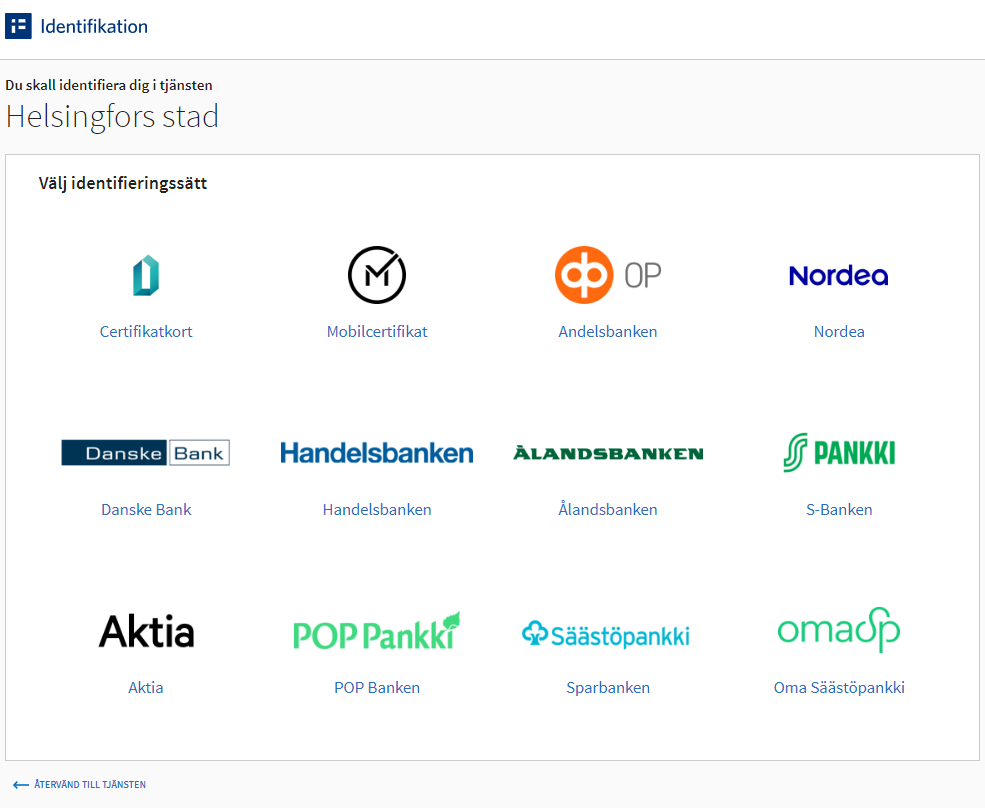 Identifikation
Du skall identifiera dig i tjänsten
Helsingfors stad
Välj identifieringssätt
M OP Nordea
Certifikatkort Mobilcertifikat Andelsbanken Nordea
Danske Bank Handelsbanken ÅLANDSBANKEN S PANKKI
Danske Bank Handelsbanken Ålandsbanken S-Banken
Aktia POP Pankki Säästöpankki omasp
Aktia POP Banken Sparbanken Oma Säästöpankki
← ÅTERVÄND TILL TJÄNSTEN